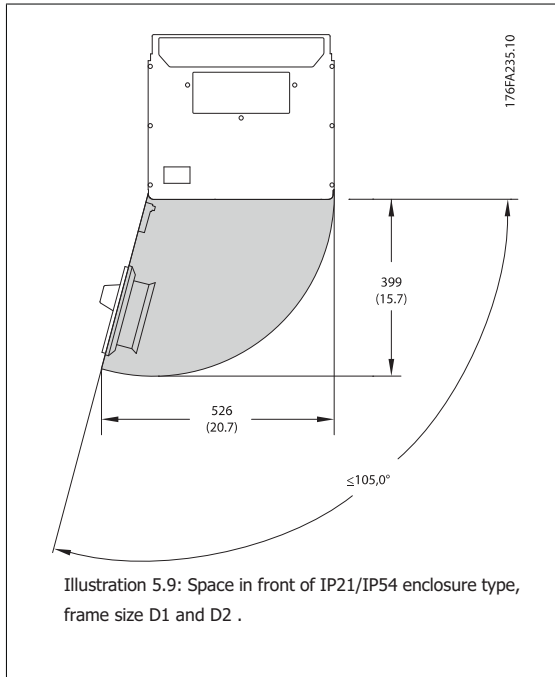 176FA235.10
399
(15.7)
526
(20.7)
≤105,0°
Illustration 5.9: Space in front of IP21/IP54 enclosure type,
frame size D1 and D2 .